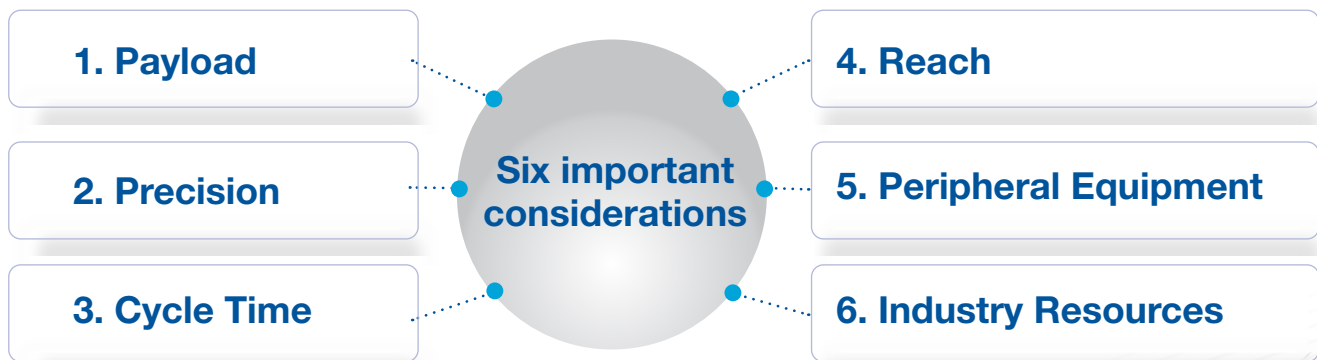 1. Payload
2. Precision
3. Cycle Time
Six important
considerations
4. Reach
5. Peripheral Equipment
6. Industry Resources